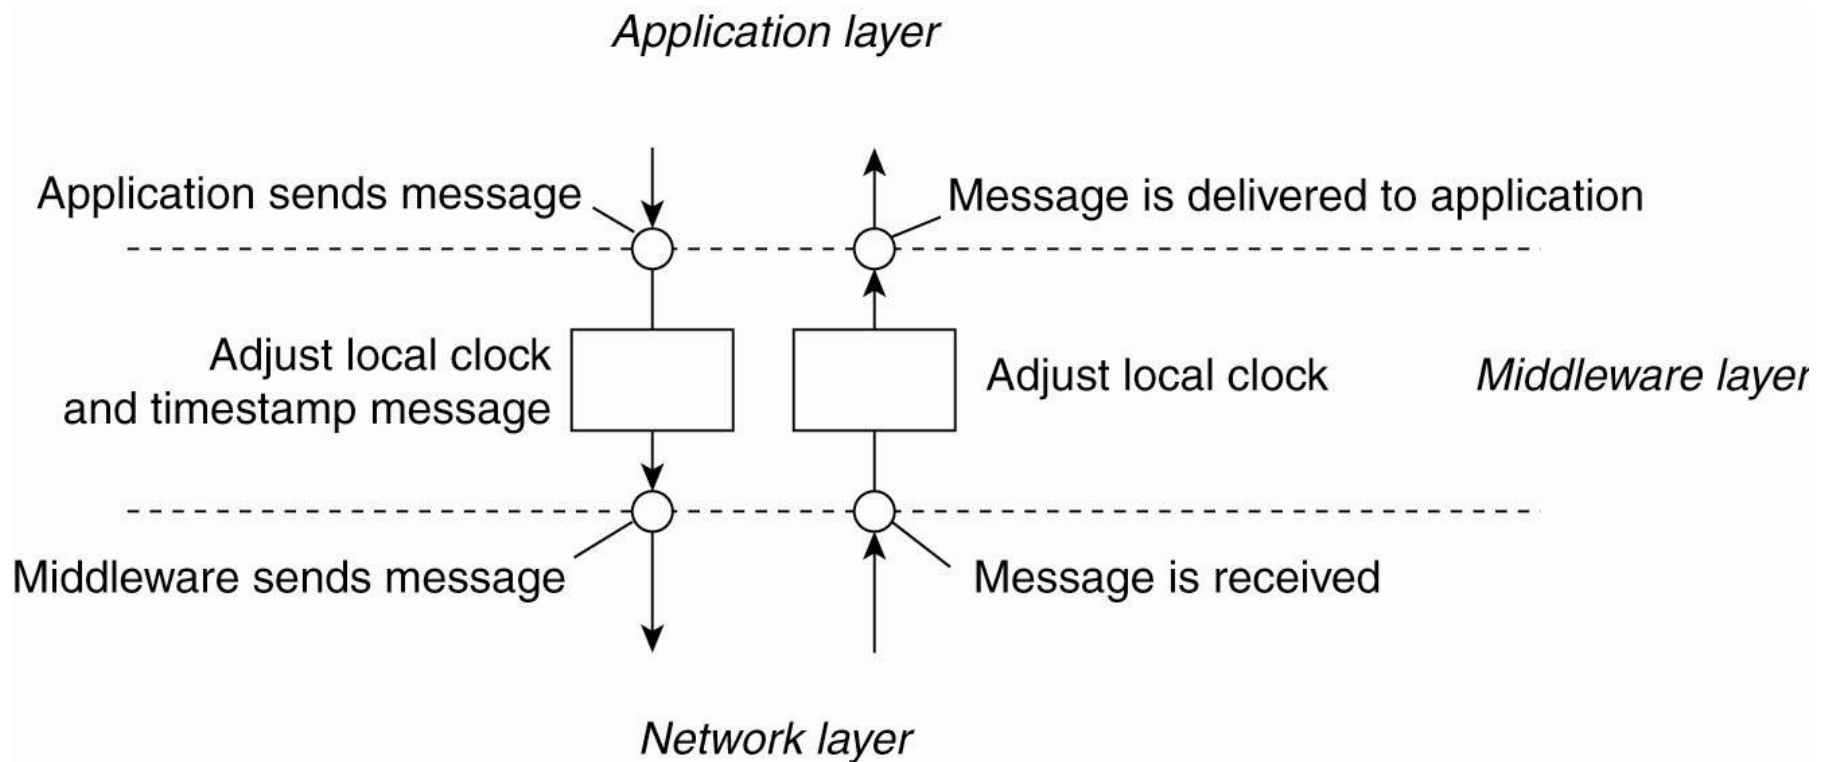 Application layer
Application sends message
Message is delivered to application
Adjust local clock
and timestamp message
Adjust local clock
Middleware layer
Middleware sends message
Message is received
Network layer